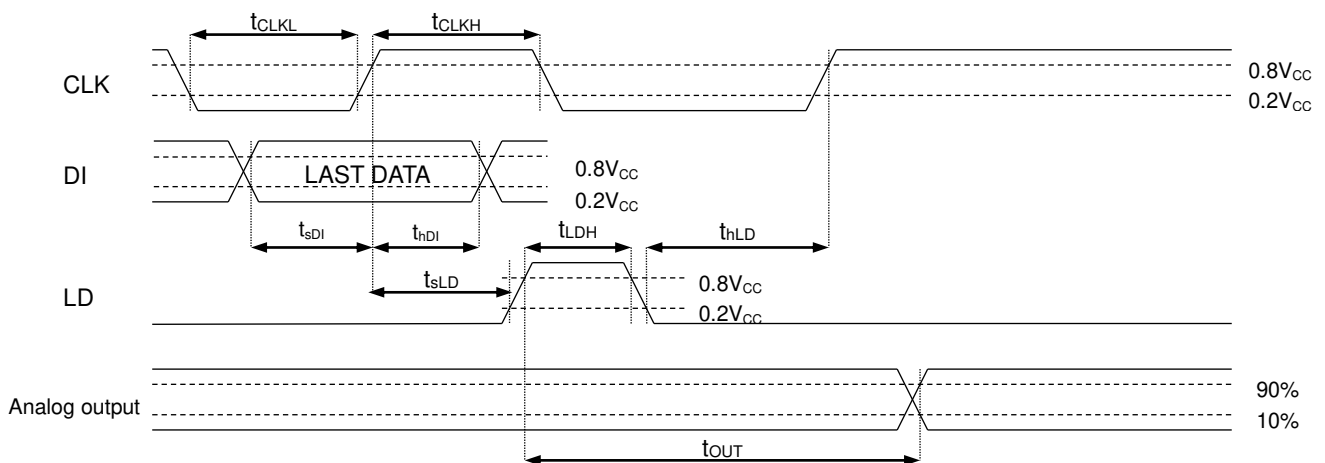 tCLKL tCLKH
CLK
0.8VCC
0.2VCC
DI
LAST DATA
0.8VCC
0.2VCC
tsDI thDI tLDH thLD
tsLD
LD
0.8VCC
0.2VCC
Analog output
90%
10%
tOUT